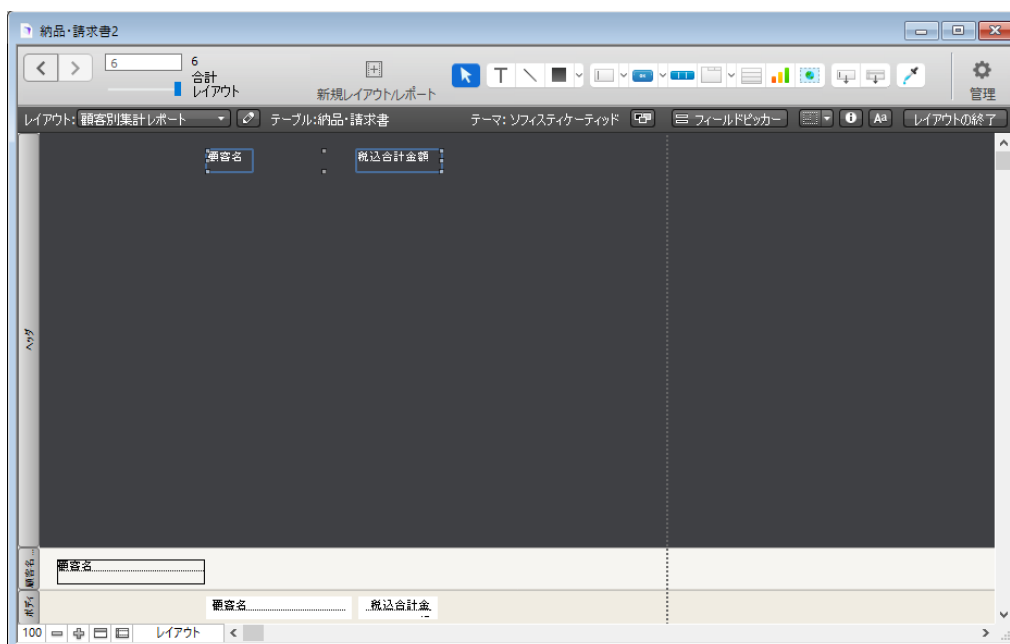 納品・請求書2
6
6
合計
レイアウト
新規レイアウト/レポート
管理
レイアウト: 顧客別集計レポート
テーブル:納品・請求書
テーマ: ソフィスティケーティッド
フィールドピッカー
Aa
レイアウトの終了
顧客名
税込合計金額
ヘッダ
顧客名...
顧客名
ボディ
顧客名
税込合計金
100
レイアウト